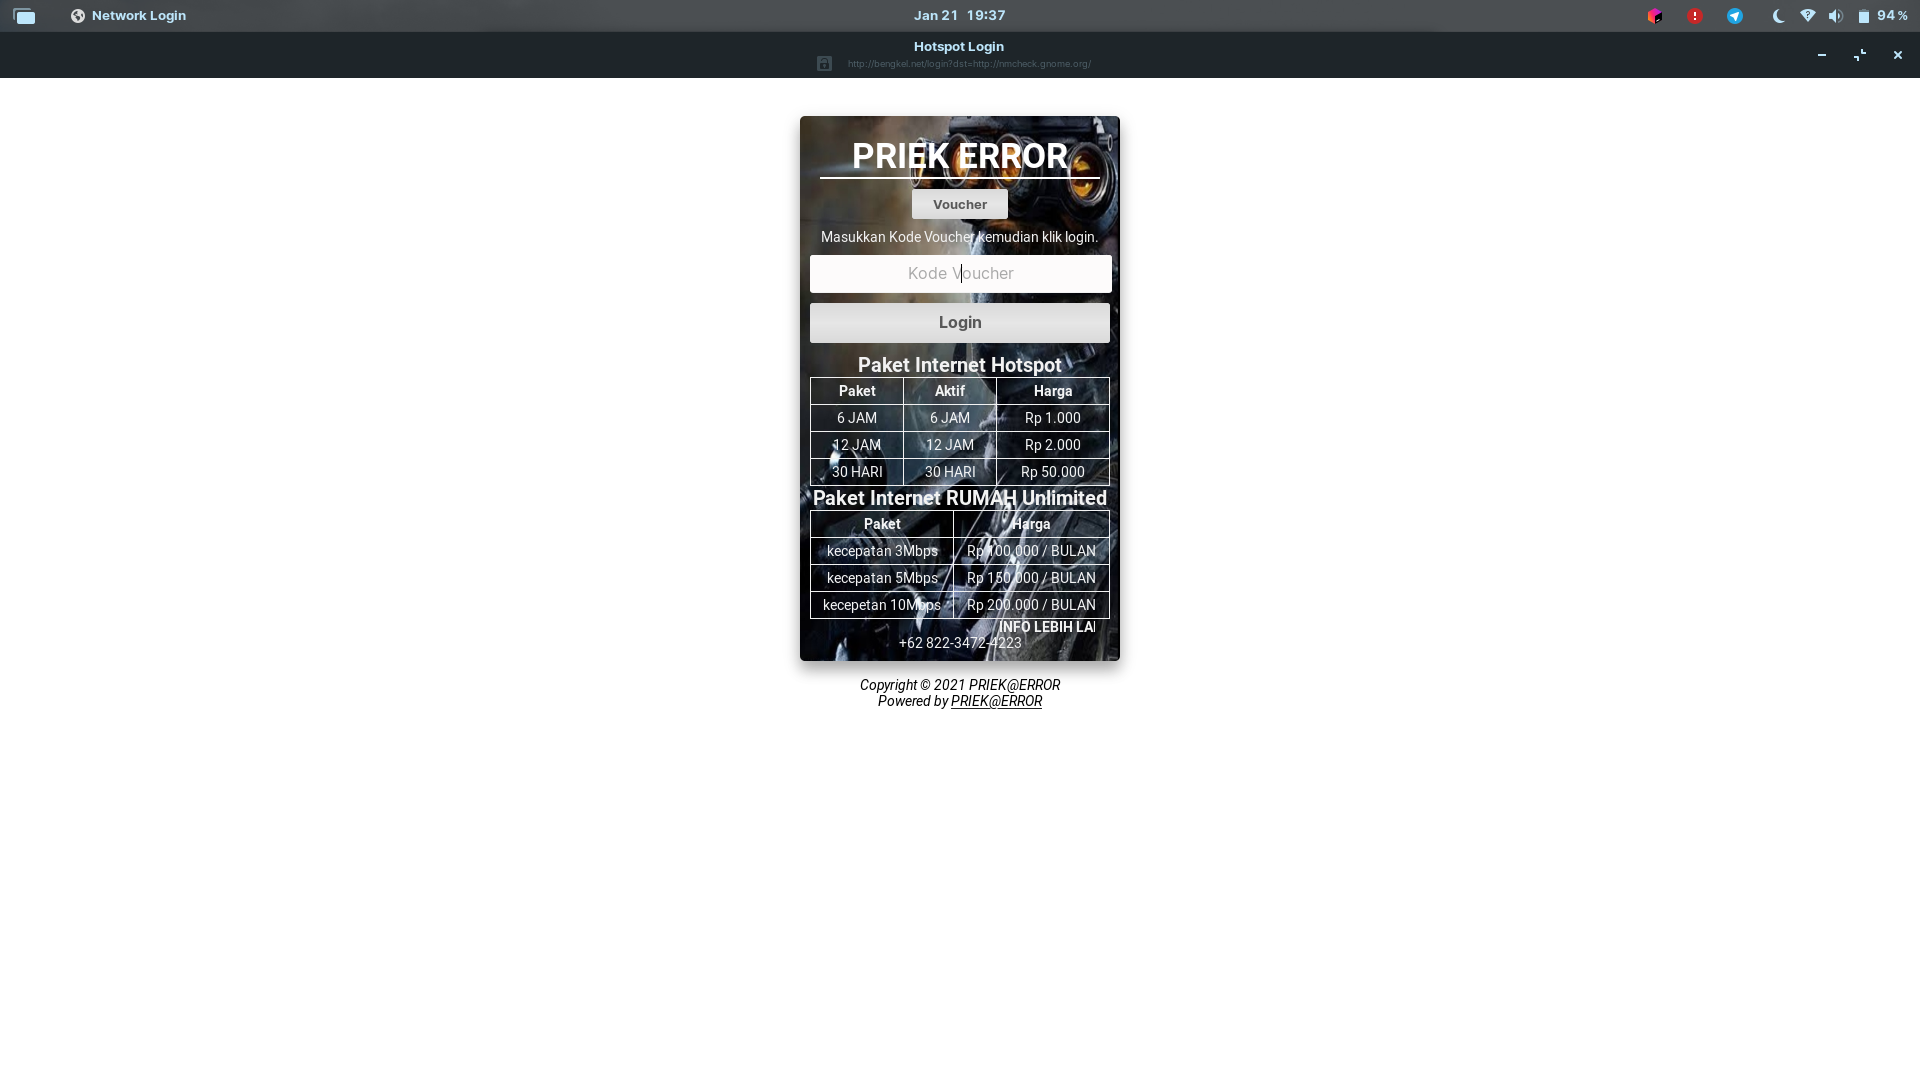 Network Login
Jan 21 19:37
94 %
Hotspot Login
http://bengkel.net/login?dst=http://nmcheck.gnome.org/
PRIEK ERROR
Voucher
Masukkan Kode Voucher kemudian klik login.
Kode Voucher
Login
Paket Internet Hotspot
Paket Aktif Harga
6 JAM 6 JAM Rp 1.000
12 JAM 12 JAM Rp 2.000
30 HARI 30 HARI Rp 50.000
Paket Internet RUMAH Unlimited
Paket Harga
kecepatan 3Mbps Rp 100.000 / BULAN
kecepatan 5Mbps Rp 150.000 / BULAN
kecepetan 10Mbps Rp 200.000 / BULAN
INFO LEBIH
+62 822-3472-4223
Copyright © 2021 PRIEK@ERROR
Powered by PRIEK@ERROR